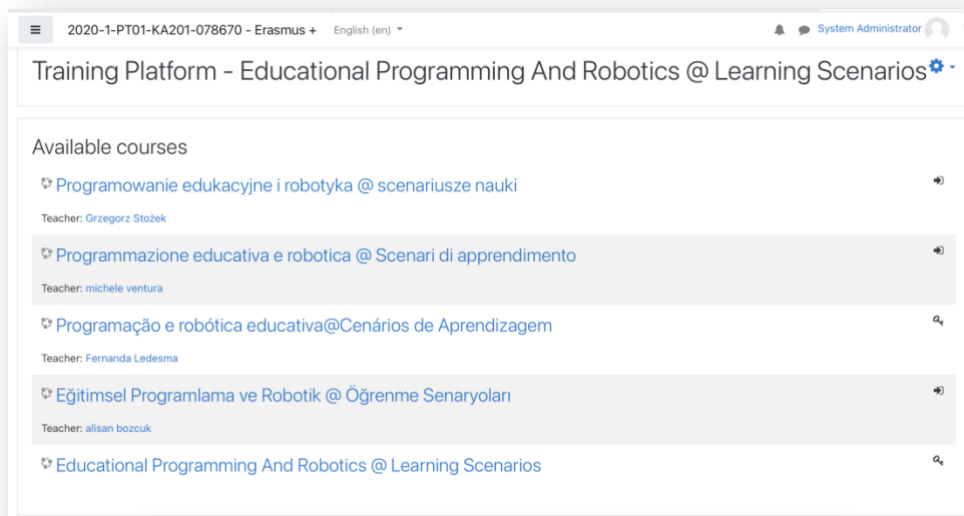 2020-1-PT01-KA201-078670 - Erasmus + English (en) System Administrator
Training Platform - Educational Programming And Robotics @ Learning Scenarios
Available courses
Programowanie edukacyjne i robotyka @ scenariusze nauki
Teacher: Grzegorz Stożek
Programmazione educativa e robotica @ Scenari di apprendimento
Teacher: michele ventura
Programação e robótica educativa@Cenários de Aprendizagem
Teacher: Fernanda Ledesma
Eğitimsel Programlama ve Robotik @ Öğrenme Senaryoları
Teacher: alisan bozcuk
Educational Programming And Robotics @ Learning Scenarios